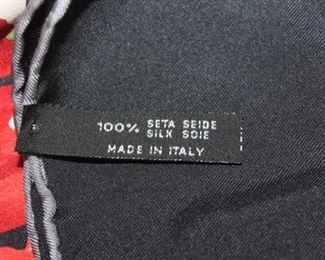 100% SETA SEIDE
SILK SOIE
MADE IN ITALY